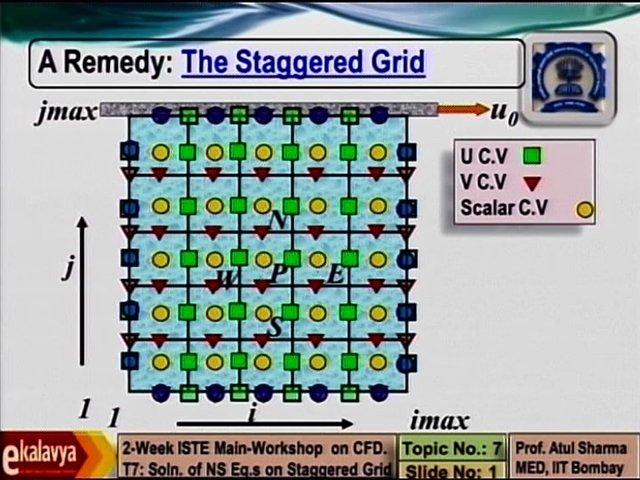 A Remedy: The Staggered Grid
jmax
u0
U C.V
V C.V
Scalar C.V
N
W P E
S
j
1 1
i
imax
ekalavya
2-Week ISTE Main-Workshop on CFD.
T7: Soln. of NS Eq.s on Staggered Grid
Topic No.: 7
Slide No.: 1
Prof. Atul Sharma
MED, IIT Bombay